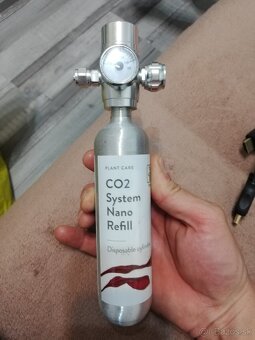 PLANT CARE
CO2
System
Nano
Refill
Disposable cylinder